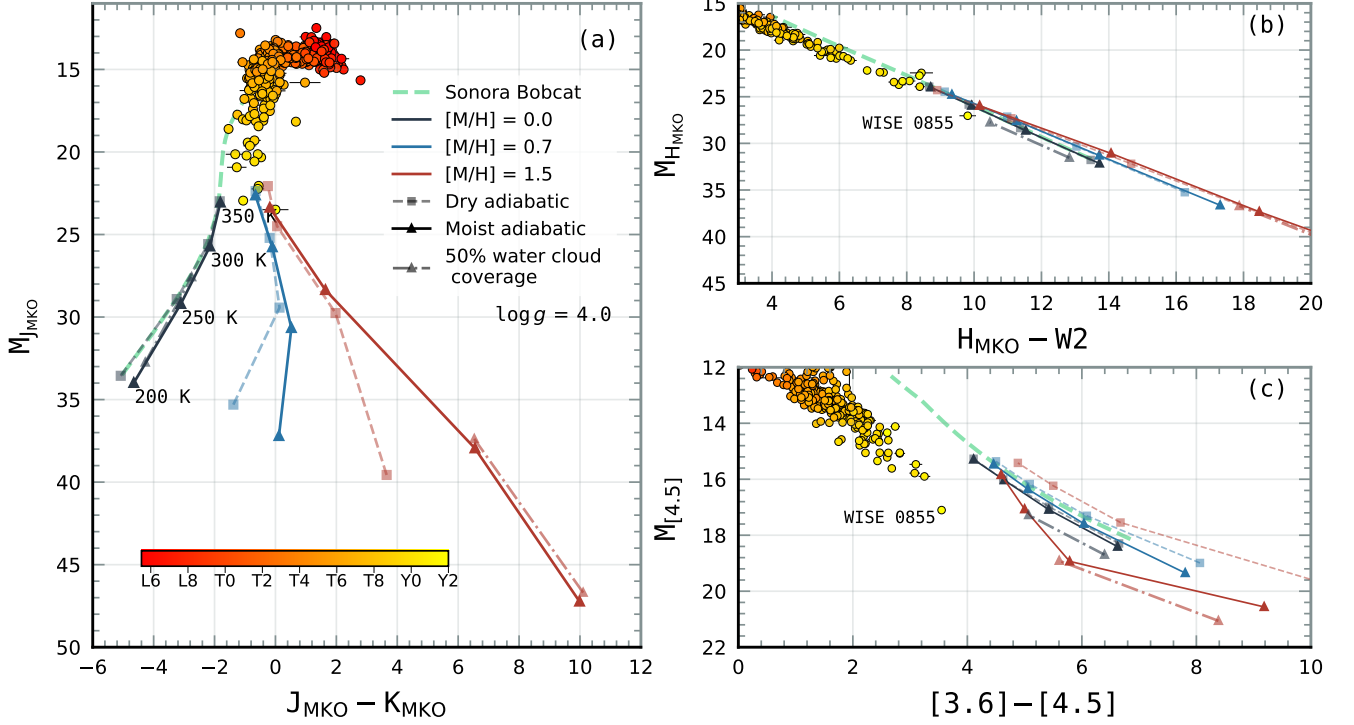 (a)
15
20
25
30
35
40
45
50
M_JMKO
−6 −4 −2 0 2 4 6 8 10 12
J_MKO − K_MKO
Sonora Bobcat
[M/H] = 0.0
[M/H] = 0.7
[M/H] = 1.5
Dry adiabatic
Moist adiabatic
50% water cloud
coverage
log g = 4.0
350 K
300 K
250 K
200 K
L6 L8 T0 T2 T4 T6 T8 Y0 Y2
(b)
15
20
25
30
35
40
45
M_HMKO
WISE 0855
4 6 8 10 12 14 16 18 20
H_MKO − W2
(c)
12
14
16
18
20
22
M_[4.5]
WISE 0855
0 2 4 6 8 10
[3.6]−[4.5]